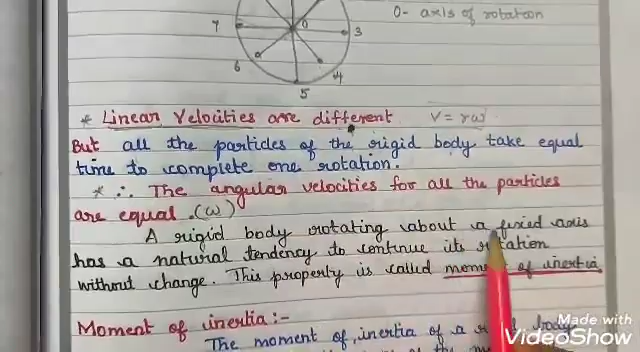 O- axis of rotation
7
O
3
6
4
5
* Linear Velocities are different V = rω
But all the particles of the rigid body take equal
time to complete one rotation.
* ∴ The angular velocities for all the particles
are equal. (ω)
A rigid body rotating about a fixed axis
has a natural tendency to continue its rotation
without change. This property is called moment of inertia
Moment of inertia :-
The moment of inertia of a body
Made with
VideoShow